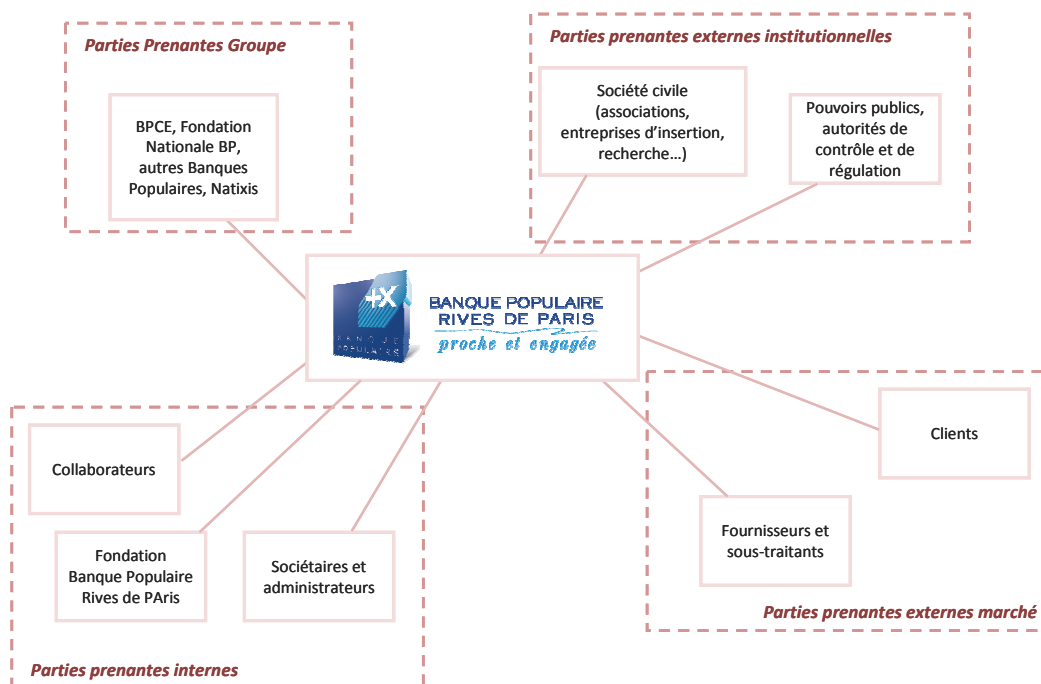 Parties Prenantes Groupe
BPCE, Fondation
Nationale BP,
autres Banques
Populaires, Natixis
Parties prenantes externes institutionnelles
Société civile
(associations,
entreprises d'insertion,
recherche…)
Pouvoirs publics,
autorités de
contrôle et de
régulation
+X
BANQUE
POPULAIRE
BANQUE POPULAIRE
RIVES DE PARIS
proche et engagée
Collaborateurs
Fondation
Banque Populaire
Rives de PAris
Sociétaires et
administrateurs
Parties prenantes internes
Clients
Fournisseurs et
sous-traitants
Parties prenantes externes marché